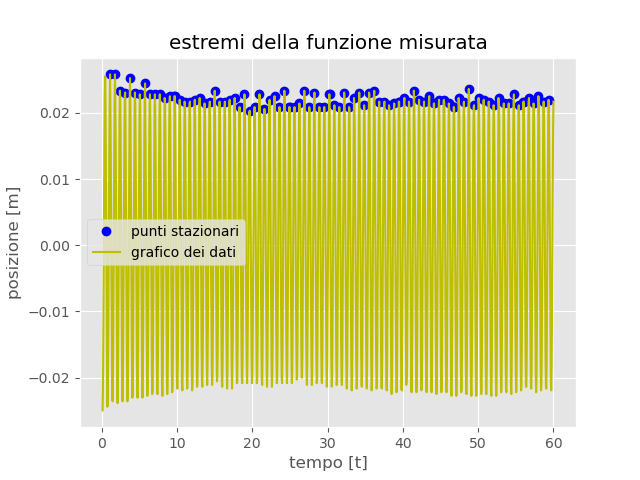 estremi della funzione misurata
0.02
0.01
0.00
−0.01
−0.02
posizione [m]
punti stazionari
grafico dei dati
0 10 20 30 40 50 60
tempo [t]